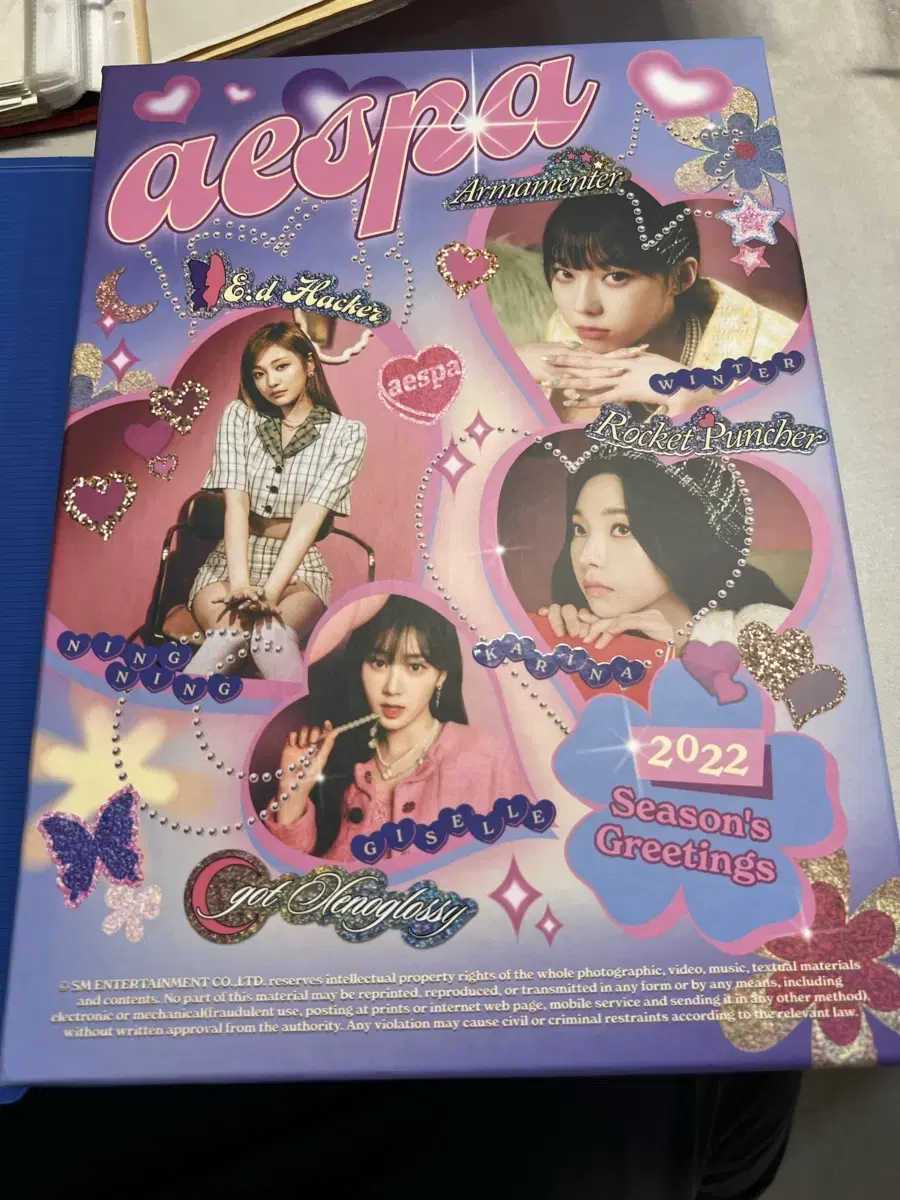 aespa
Armamenter
E.d Hacker
aespa
WINTER
Rocket Puncher
NING
NING
KARINA
2022
Season's
Greetings
GISELLE
got Xenoglossy
© SM ENTERTAINMENT CO.,LTD. reserves intellectual property rights of the whole photographic, video, music, textual materials
and contents. No part of this material may be reprinted, reproduced, or transmitted in any form or by any means, including
electronic or mechanical(fraudulent use, posting at prints or internet web page, mobile service and sending it in any other method),
without written approval from the authority. Any violation may cause civil or criminal restraints according to the relevant law.